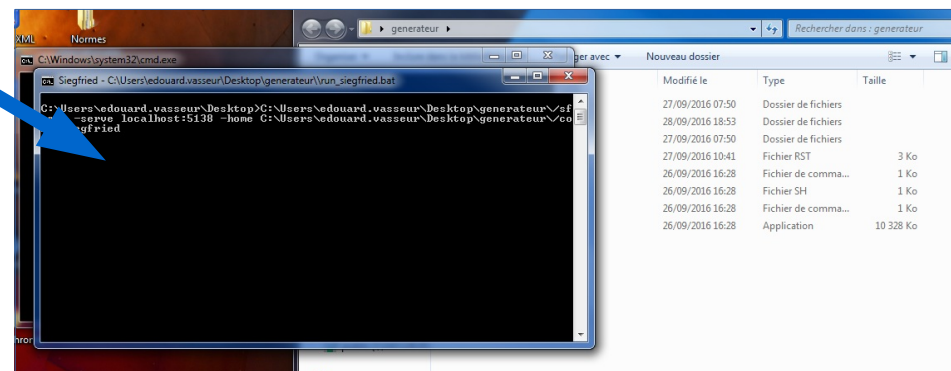 XML
Normes
generateur
Rechercher dans : generateur
C:\Windows\system32\cmd.exe
ger avec
Nouveau dossier
Siegfried - C:\Users\edouard.vasseur\Desktop\generateur\\run_siegfried.bat
C:\Users\edouard.vasseur\Desktop>C:\Users\edouard.vasseur\Desktop\generateur\/sf
-serve localhost:5138 -home C:\Users\edouard.vasseur\Desktop\generateur\/co
gfried
Modifié le Type Taille
27/09/2016 07:50 Dossier de fichiers
28/09/2016 18:53 Dossier de fichiers
27/09/2016 07:50 Dossier de fichiers
27/09/2016 10:41 Fichier RST 3 Ko
26/09/2016 16:28 Fichier de comma... 1 Ko
26/09/2016 16:28 Fichier SH 1 Ko
26/09/2016 16:28 Fichier de comma... 1 Ko
26/09/2016 16:28 Application 10 328 Ko
hror